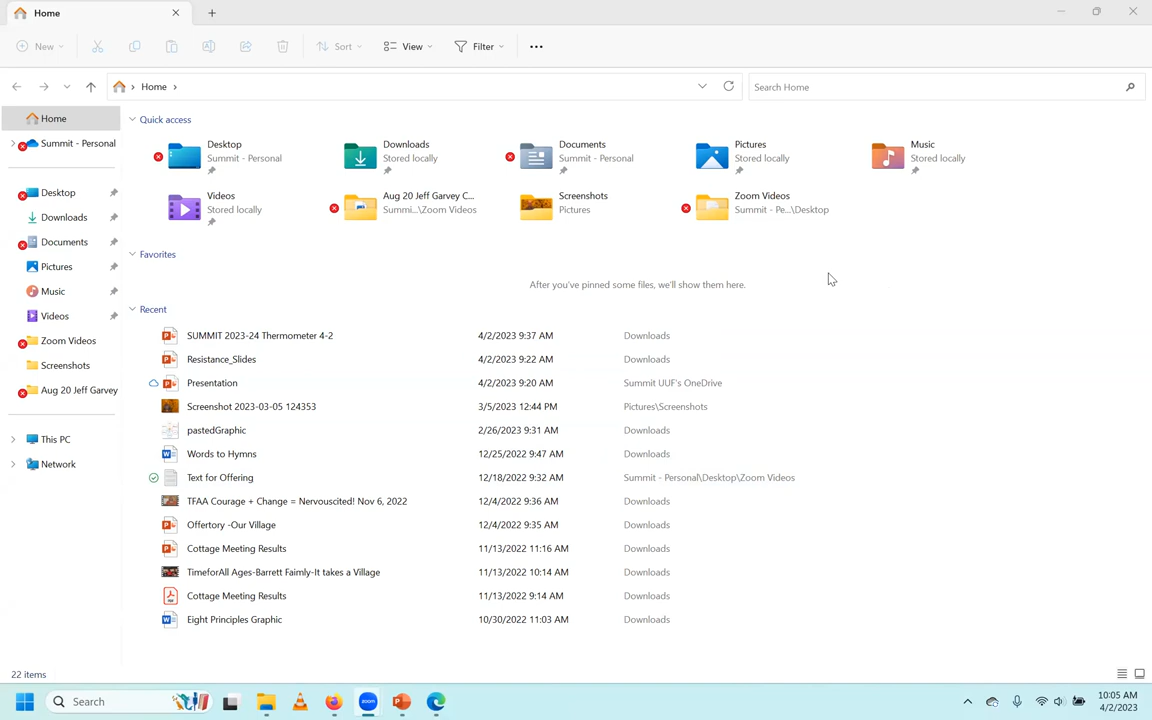 Home
New
Sort
View
Filter
Home
Search Home
Home
Summit - Personal
Desktop
Downloads
Documents
Pictures
Music
Videos
Zoom Videos
Screenshots
Aug 20 Jeff Garvey
This PC
Network
Quick access
Desktop
Summit - Personal
Downloads
Stored locally
Documents
Summit - Personal
Pictures
Stored locally
Music
Stored locally
Videos
Stored locally
Aug 20 Jeff Garvey C...
Summi...\Zoom Videos
Screenshots
Pictures
Zoom Videos
Summit - Pe...\Desktop
Favorites
After you've pinned some files, we'll show them here.
Recent
SUMMIT 2023-24 Thermometer 4-2 4/2/2023 9:37 AM Downloads
Resistance_Slides 4/2/2023 9:22 AM Downloads
Presentation 4/2/2023 9:20 AM Summit UUF's OneDrive
Screenshot 2023-03-05 124353 3/5/2023 12:44 PM Pictures\Screenshots
pastedGraphic 2/26/2023 9:31 AM Downloads
Words to Hymns 12/25/2022 9:47 AM Downloads
Text for Offering 12/18/2022 9:32 AM Summit - Personal\Desktop\Zoom Videos
TFAA Courage + Change = Nervouscited! Nov 6, 2022 12/4/2022 9:36 AM Downloads
Offertory -Our Village 12/4/2022 9:35 AM Downloads
Cottage Meeting Results 11/13/2022 11:16 AM Downloads
TimeforAll Ages-Barrett Faimly-It takes a Village 11/13/2022 10:14 AM Downloads
Cottage Meeting Results 11/13/2022 9:14 AM Downloads
Eight Principles Graphic 10/30/2022 11:03 AM Downloads
22 items
Search
zoom
10:05 AM
4/2/2023